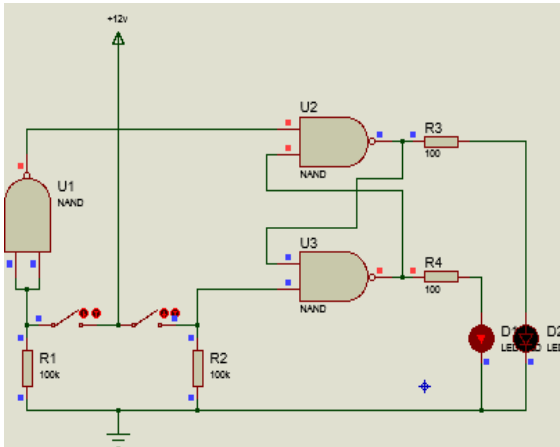 +12v
U2
R3
100
NAND
U1
NAND
U3
R4
100
NAND
D1
D2
R1
100k
R2
100k